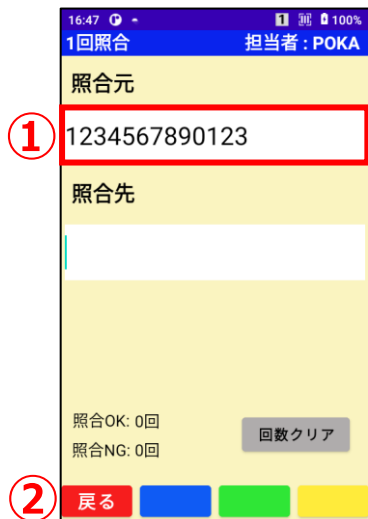 16:47 1 100%
1回照合 担当者 : POKA
照合元
① 1234567890123
照合先
照合OK: 0回
照合NG: 0回
回数クリア
② 戻る